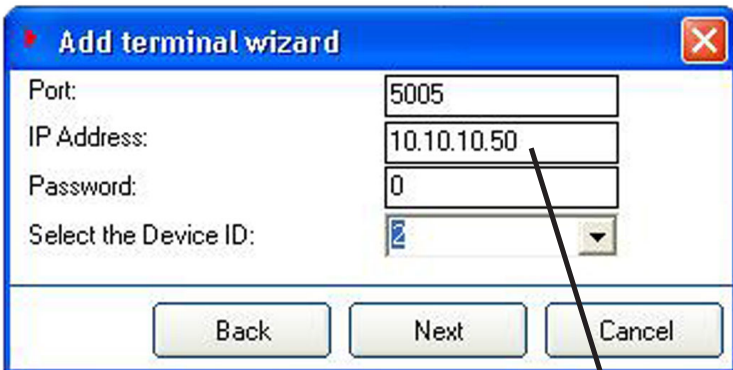 Add terminal wizard
Port: 5005
IP Address: 10.10.10.50
Password: 0
Select the Device ID: 2
Back Next Cancel